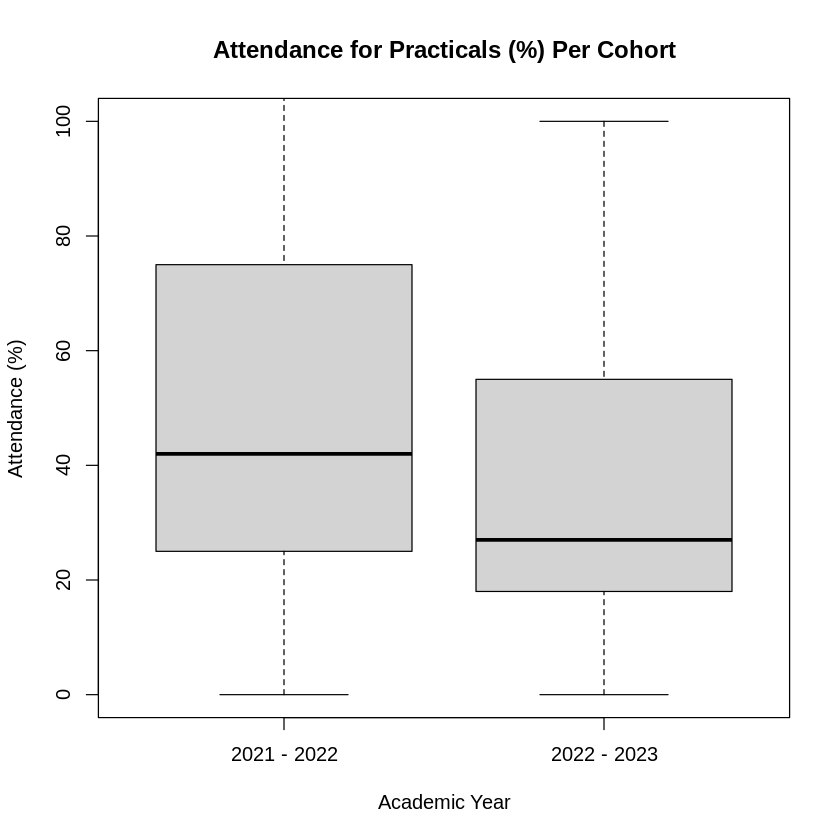 Attendance for Practicals (%) Per Cohort
Attendance (%)
100
80
60
40
20
0
2021 - 2022
2022 - 2023
Academic Year